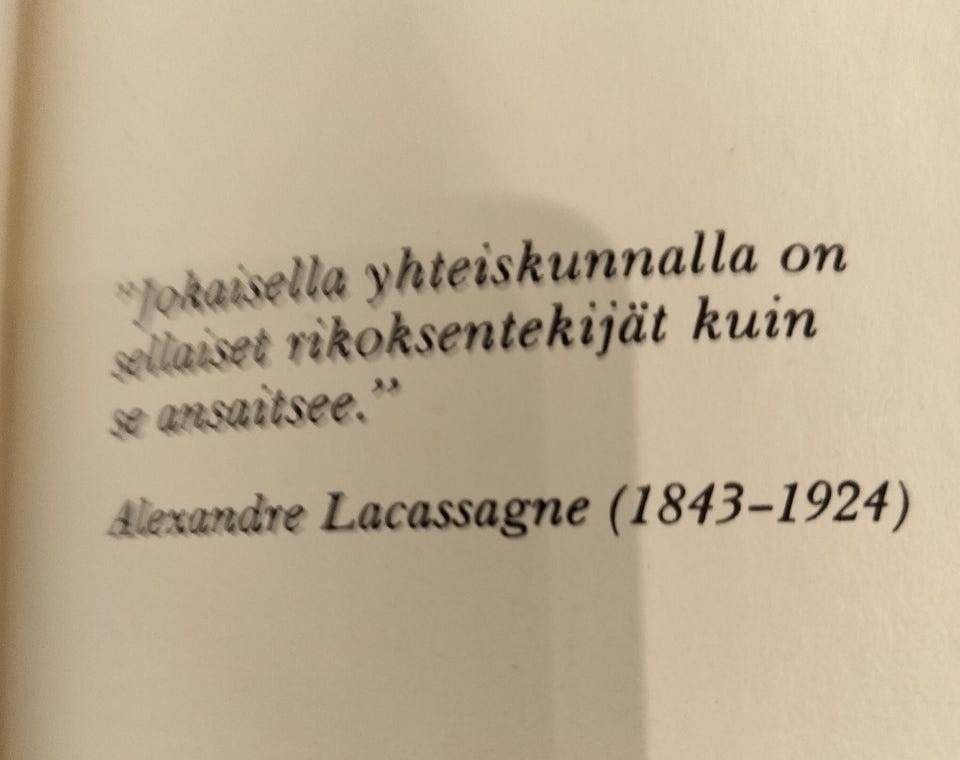 ”Jokaisella yhteiskunnalla on
sellaiset rikoksentekijät kuin
se ansaitsee.”
Alexandre Lacassagne (1843–1924)